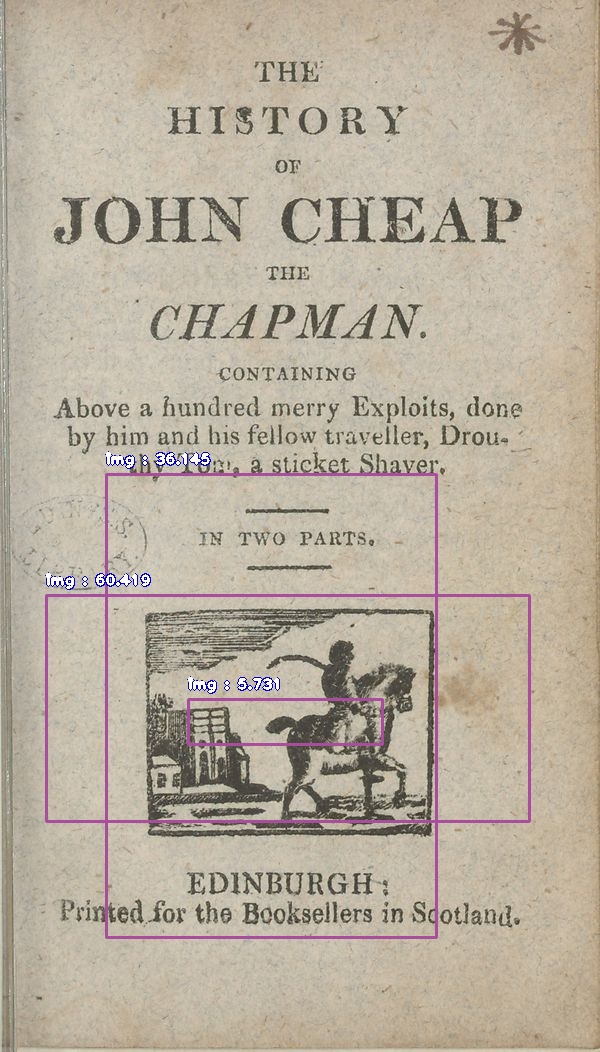 THE
HISTORY
OF
JOHN CHEAP
THE
CHAPMAN.
CONTAINING
Above a hundred merry Exploits, done
by him and his fellow traveller, Drou-
thy Tom, a sticket Shaver.
Img : 36.145
IN TWO PARTS.
Img : 60.419
Img : 5.731
EDINBURGH:
Printed for the Booksellers in Scotland.